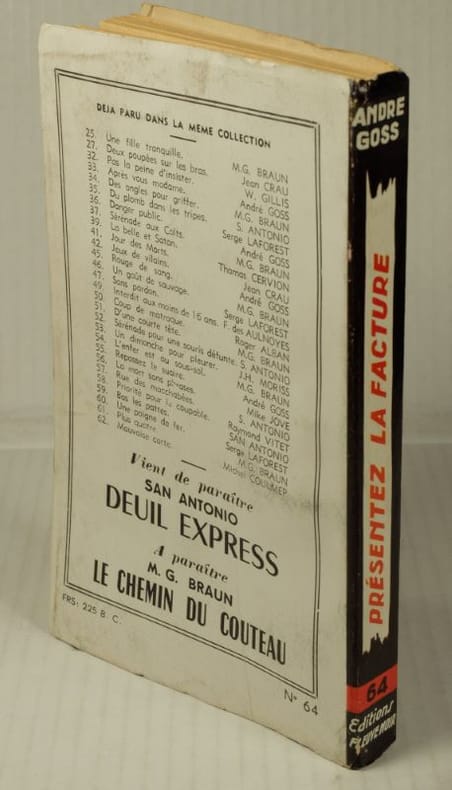 DEJA PARU DANS LA MEME COLLECTION
25. Une fille tranquille. M.G. BRAUN
27. Deux poupées sur les bras. Jean CRAU
32. Pas la peine d'insister. W. GILLIS
33. Après vous madame. André GOSS
34. Des ongles pour griffer. M.G. BRAUN
35. Du plomb dans les tripes. S. ANTONIO
36. Danger public. Serge LAFOREST
37. Sérénade aux Colts. André GOSS
39. La belle et Satan. M.G. BRAUN
41. Jour des Morts. Thomas CERVION
42. Jeux de vilains. Jean CRAU
45. Rouge de sang. André GOSS
46. Un goût de sauvage. M.G. BRAUN
47. Sans pardon. Serge LAFOREST
Interdit aux moins de 16 ans. F. des AULNOYES
50. Coup de matraque. Roger ALBAN
51. D'une courte tête. M.G. BRAUN
52. Sérénade pour une souris défunte. S. ANTONIO
53. Un dimanche pour pleurer. J.H. MORISS
54. L'enfer est au sous-sol. M.G. BRAUN
55. Repassez le suaire. André GOSS
56. La mort sans phrases. Mike JOVE
57. Rue des macchabées. S. ANTONIO
58. Priorité pour le coupable. Raymond VITET
59. Bas les pattes. SAN ANTONIO
60. Une poigne de fer. Serge LAFOREST
61. Plus quatre. M.G. BRAUN
62. Mauvaise carte. Michel COULMER
Vient de paraître
SAN ANTONIO
DEUIL EXPRESS
A paraître
M. G. BRAUN
LE CHEMIN DU COUTEAU
FRS: 225 B. C.
N° 64
ANDRE
GOSS
PRÉSENTEZ LA FACTURE
64
Editions
FLEUVE NOIR